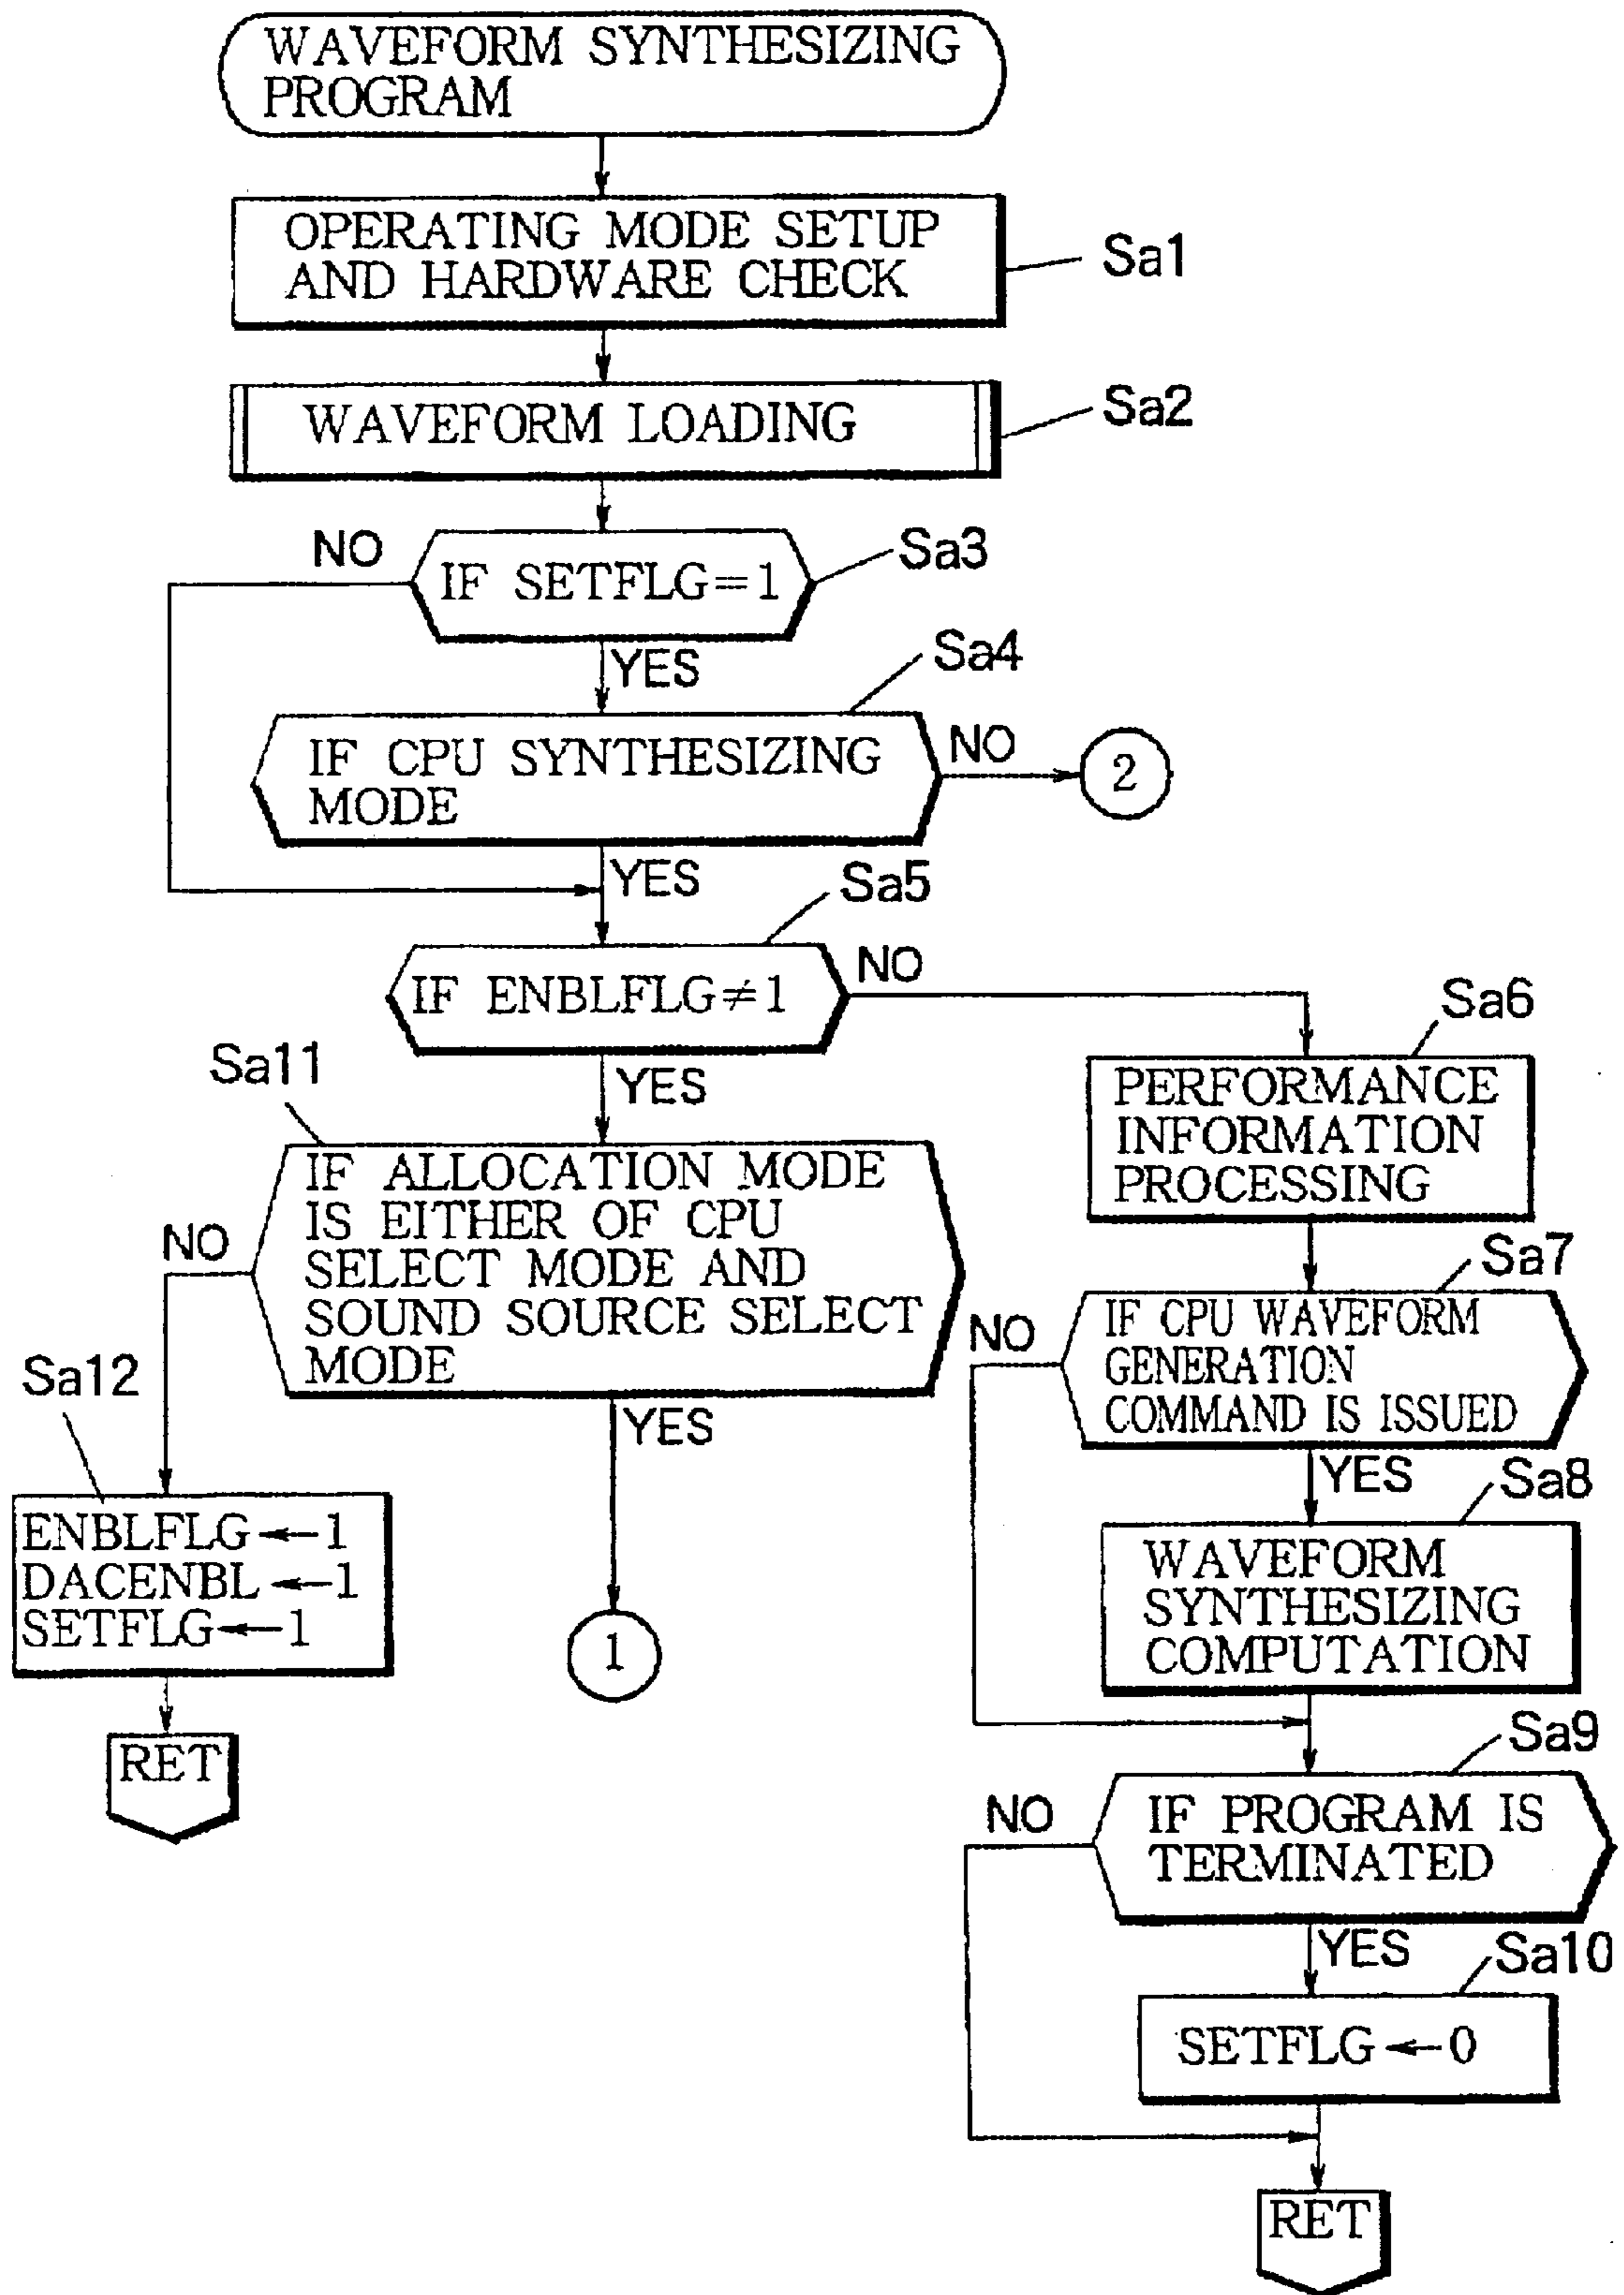 WAVEFORM SYNTHESIZING
PROGRAM
OPERATING MODE SETUP
AND HARDWARE CHECK
Sa1
WAVEFORM LOADING
Sa2
NO
IF SETFLG=1
Sa3
YES
Sa4
IF CPU SYNTHESIZING
MODE
NO
2
YES
Sa5
IF ENBLFLG≠1
NO
YES
Sa11
IF ALLOCATION MODE
IS EITHER OF CPU
SELECT MODE AND
SOUND SOURCE SELECT
MODE
NO
YES
Sa12
ENBLFLG←1
DACENBL←1
SETFLG←1
RET
1
Sa6
PERFORMANCE
INFORMATION
PROCESSING
Sa7
NO
IF CPU WAVEFORM
GENERATION
COMMAND IS ISSUED
YES
Sa8
WAVEFORM
SYNTHESIZING
COMPUTATION
Sa9
NO
IF PROGRAM IS
TERMINATED
YES
Sa10
SETFLG←0
RET